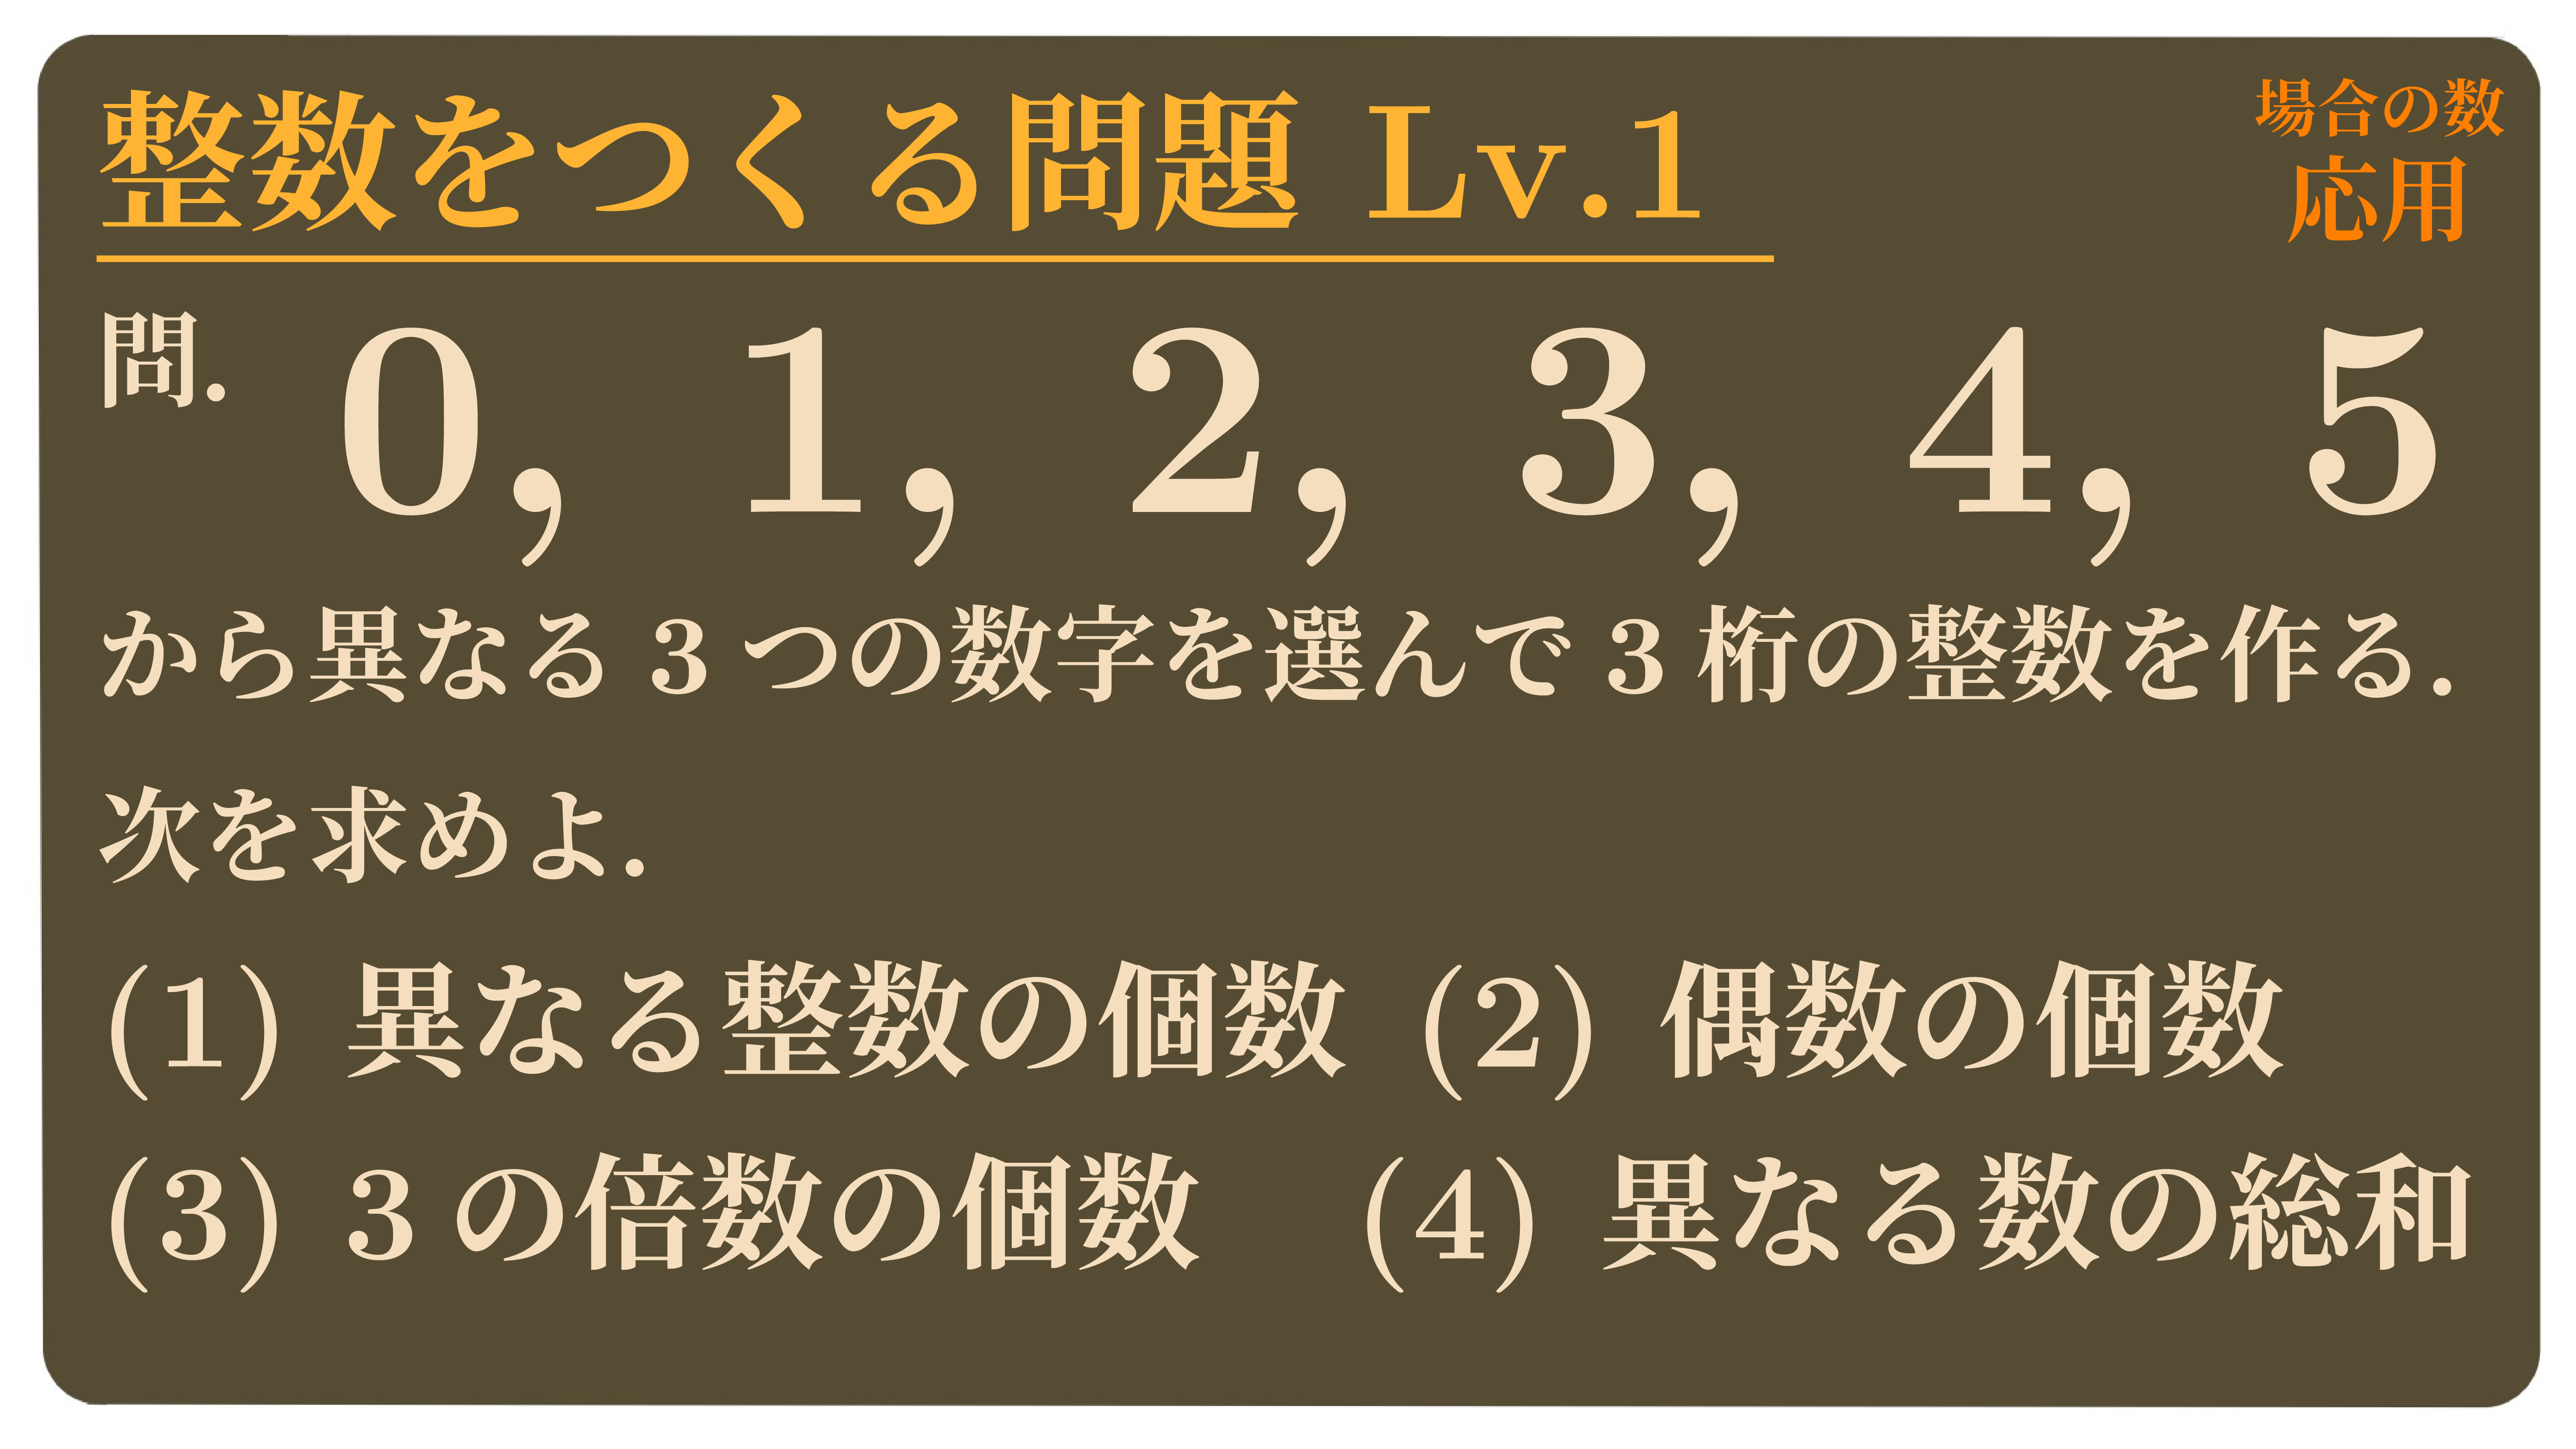 整数をつくる問題 Lv.1
場合の数
応用
問. 0, 1, 2, 3, 4, 5
から異なる 3 つの数字を選んで 3 桁の整数を作る.
次を求めよ.
(1) 異なる整数の個数 (2) 偶数の個数
(3) 3 の倍数の個数 (4) 異なる数の総和